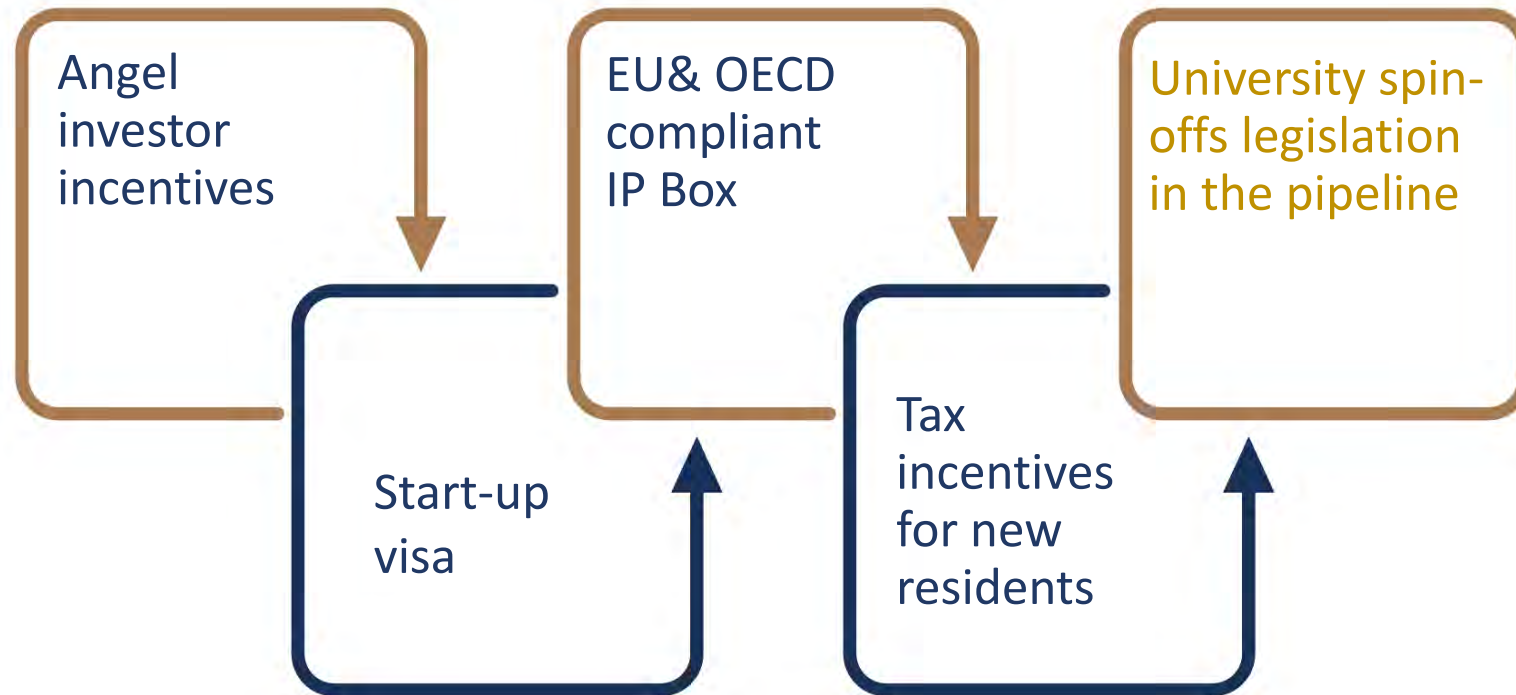 Angel
investor
incentives
Start-up
visa
EU& OECD
compliant
IP Box
Tax
incentives
for new
residents
University spin-
offs legislation
in the pipeline